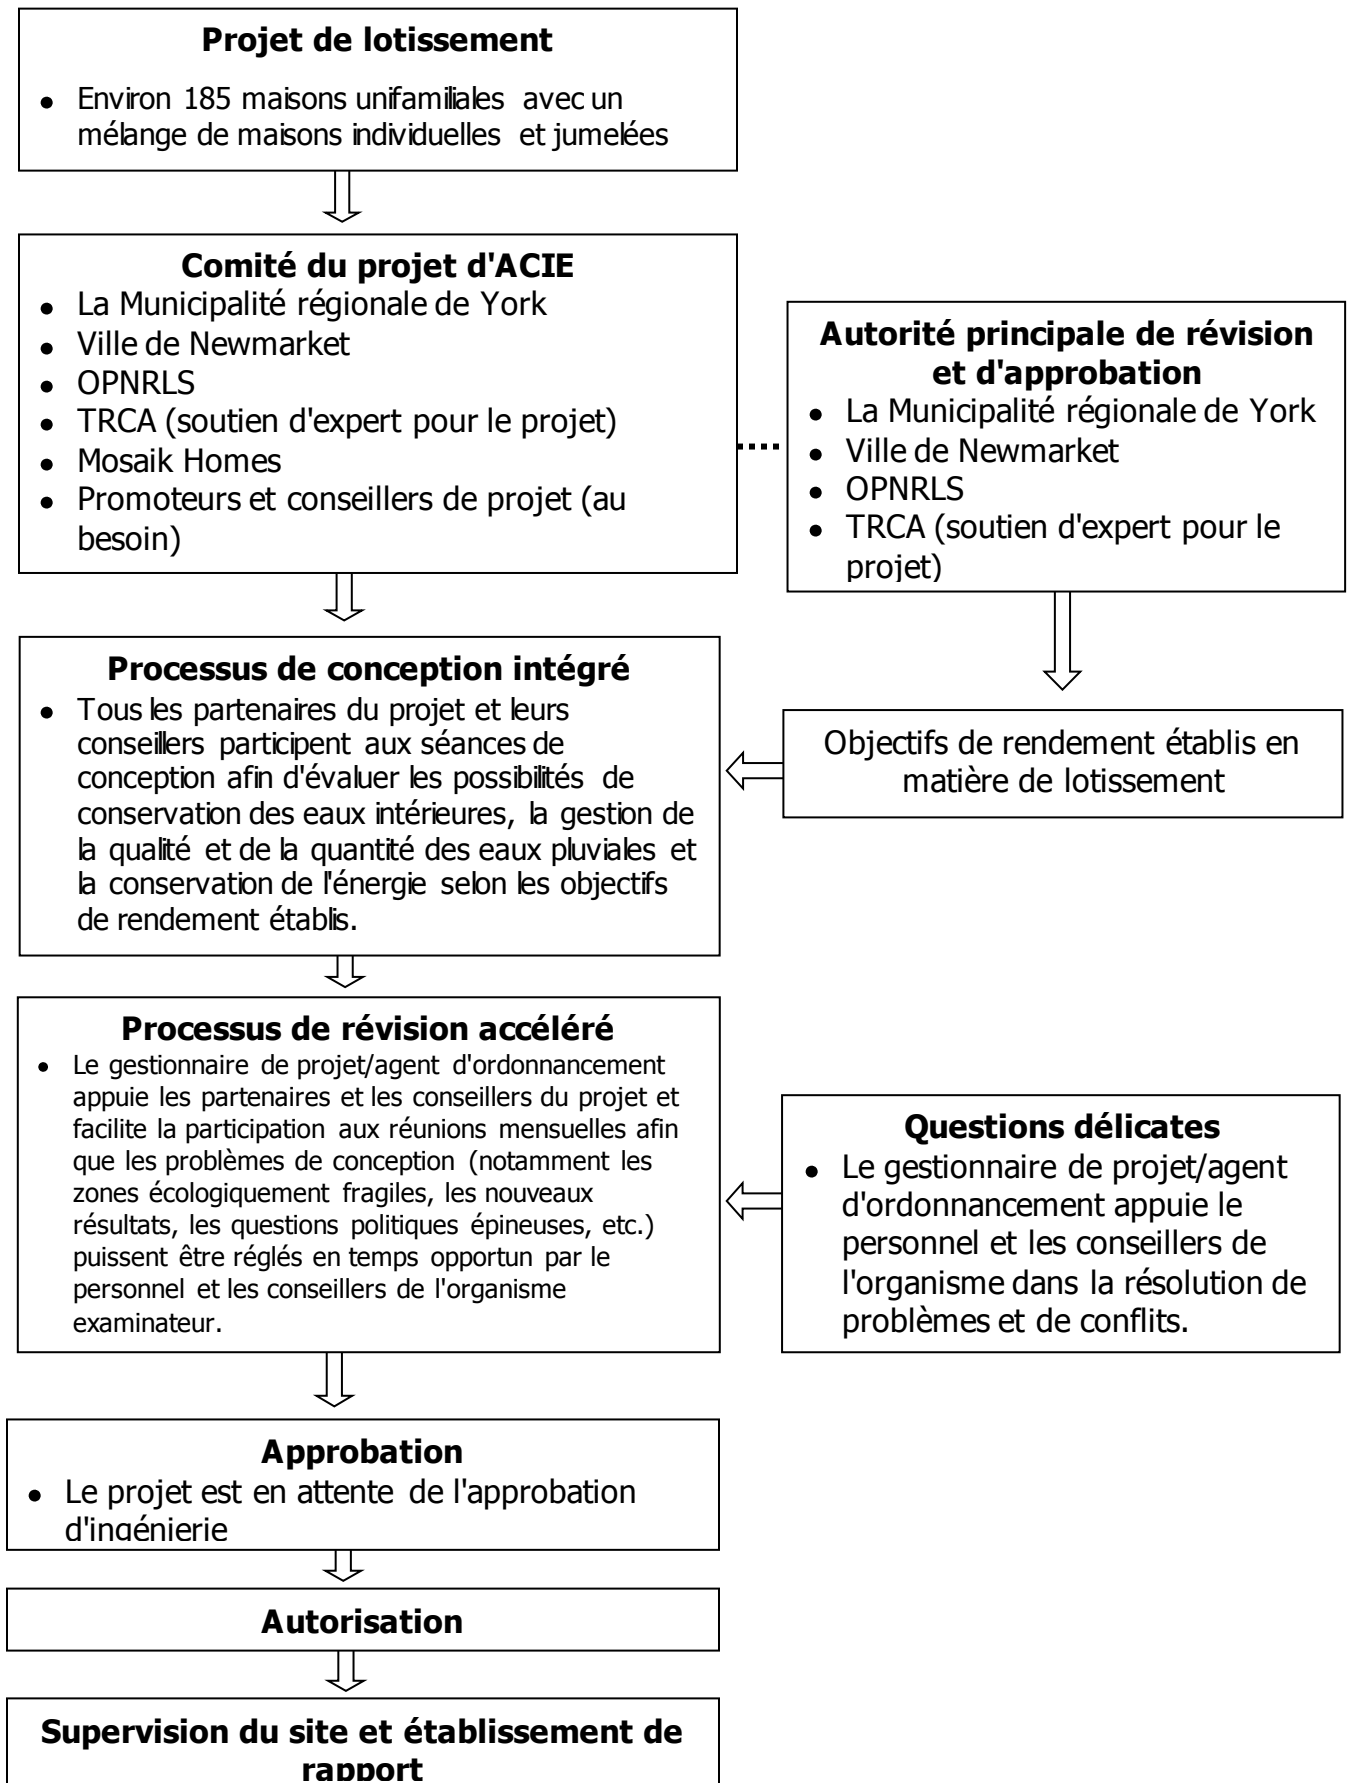 Projet de lotissement
• Environ 185 maisons unifamiliales avec un
mélange de maisons individuelles et jumelées
Comité du projet d'ACIE
• La Municipalité régionale de York
• Ville de Newmarket
• OPNRLS
• TRCA (soutien d'expert pour le projet)
• Mosaik Homes
• Promoteurs et conseillers de projet (au
besoin)
Autorité principale de révision
et d'approbation
• La Municipalité régionale de York
• Ville de Newmarket
• OPNRLS
• TRCA (soutien d'expert pour le
projet)
Processus de conception intégré
• Tous les partenaires du projet et leurs
conseillers participent aux séances de
conception afin d'évaluer les possibilités de
conservation des eaux intérieures, la gestion de
la qualité et de la quantité des eaux pluviales et
la conservation de l'énergie selon les objectifs
de rendement établis.
Objectifs de rendement établis en
matière de lotissement
Processus de révision accéléré
• Le gestionnaire de projet/agent d'ordonnancement
appuie les partenaires et les conseillers du projet et
facilite la participation aux réunions mensuelles afin
que les problèmes de conception (notamment les
zones écologiquement fragiles, les nouveaux
résultats, les questions politiques épineuses, etc.)
puissent être réglés en temps opportun par le
personnel et les conseillers de l'organisme
examinateur.
Questions délicates
• Le gestionnaire de projet/agent
d'ordonnancement appuie le
personnel et les conseillers de
l'organisme dans la résolution de
problèmes et de conflits.
Approbation
• Le projet est en attente de l'approbation
d'ingénierie
Autorisation
Supervision du site et établissement de
rapport